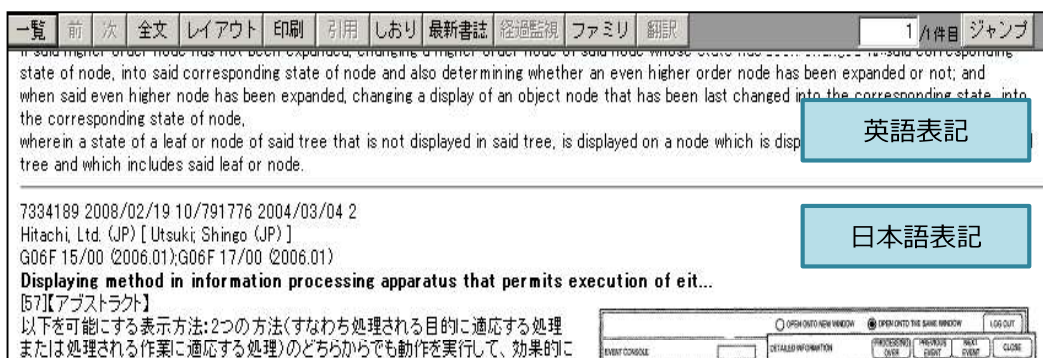 一覧 前 次 全文 レイアウト 印刷 引用 しおり 最新書誌 経過監視 ファミリ 翻訳 1 /1件目 ジャンプ
state of node, into said corresponding state of node and also determining whether an even higher order node has been expanded or not; and
when said even higher node has been expanded, changing a display of an object node that has been last changed into the corresponding state, into
the corresponding state of node,
wherein a state of a leaf or node of said tree that is not displayed in said tree, is displayed on a node which is
tree and which includes said leaf or node.
英語表記
7334189 2008/02/19 10/791776 2004/03/04 2
Hitachi, Ltd. (JP) [ Utsuki; Shingo (JP) ]
G06F 15/00 (2006.01);G06F 17/00 (2006.01)
日本語表記
Displaying method in information processing apparatus that permits execution of eit...
[57]【アブストラクト】
以下を可能にする表示方法:2つの方法(すなわち処理される目的に適応する処理
または処理される作業に適応する処理)のどちらからでも動作を実行して、効果的に
OPEN ONTO NEW WINDOW OPEN ONTO THE SAME WINDOW LOG OUT
EVENT CONSOLE DETAILED INFORMATION PREVIOUS EVENT NEXT EVENT CLOSE